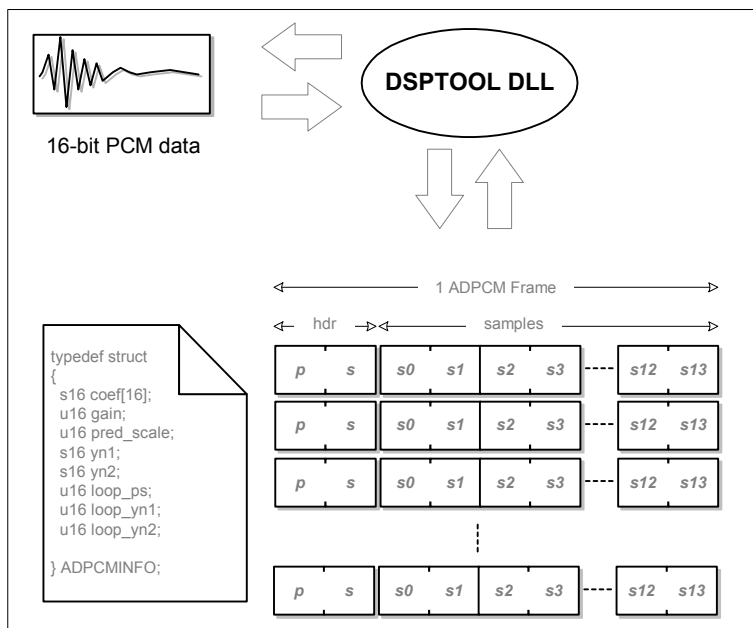 DSPTOOL DLL
16-bit PCM data
1 ADPCM Frame
hdr samples
typedef struct
{
s16 coef[16];
u16 gain;
u16 pred_scale;
s16 yn1;
s16 yn2;
u16 loop_ps;
u16 loop_yn1;
u16 loop_yn2;
} ADPCMINFO;
p s s0 s1 s2 s3 s12 s13
p s s0 s1 s2 s3 s12 s13
p s s0 s1 s2 s3 s12 s13
p s s0 s1 s2 s3 s12 s13